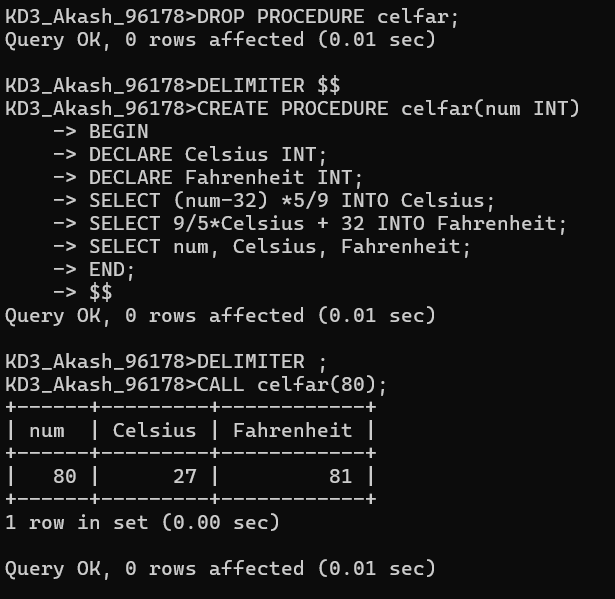 KD3_Akash_96178>DROP PROCEDURE celfar;
Query OK, 0 rows affected (0.01 sec)

KD3_Akash_96178>DELIMITER $$
KD3_Akash_96178>CREATE PROCEDURE celfar(num INT)
    -> BEGIN
    -> DECLARE Celsius INT;
    -> DECLARE Fahrenheit INT;
    -> SELECT (num-32) *5/9 INTO Celsius;
    -> SELECT 9/5*Celsius + 32 INTO Fahrenheit;
    -> SELECT num, Celsius, Fahrenheit;
    -> END;
    -> $$
Query OK, 0 rows affected (0.01 sec)

KD3_Akash_96178>DELIMITER ;
KD3_Akash_96178>CALL celfar(80);
+------+---------+------------+
| num  | Celsius | Fahrenheit |
+------+---------+------------+
|   80 |      27 |         81 |
+------+---------+------------+
1 row in set (0.00 sec)

Query OK, 0 rows affected (0.01 sec)